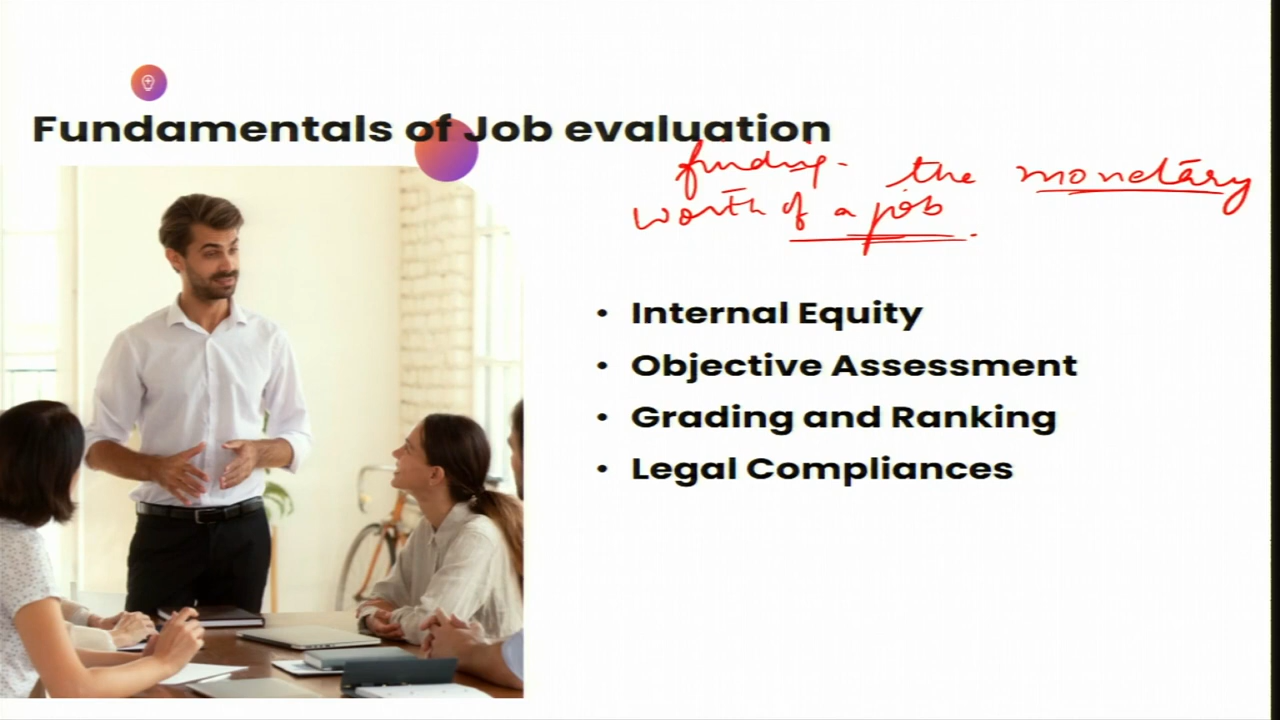 Fundamentals of Job evaluation
finding the monetary
worth of a job.
• Internal Equity
• Objective Assessment
• Grading and Ranking
• Legal Compliances